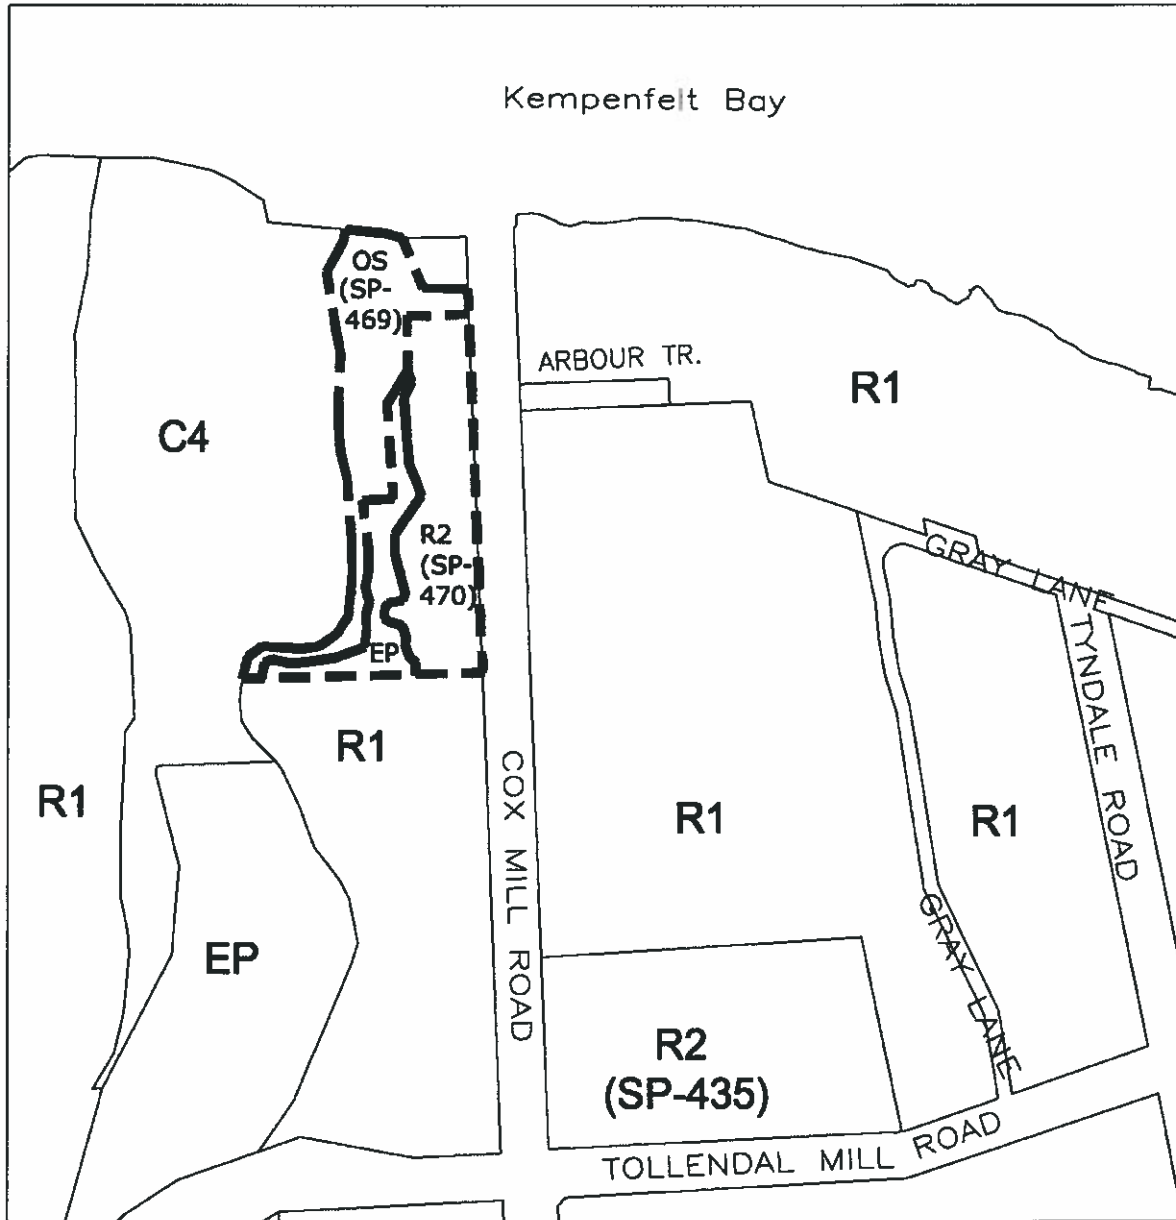 Kempenfelt Bay
OS
(SP-
469)
ARBOUR TR.
R1
C4
R2
(SP-
470)
GRAY LANE
EP
TYNDALE ROAD
R1
COX MILL ROAD
R1
R1
R1
GRAY LANE
EP
R2
(SP-435)
TOLLENDAL MILL ROAD